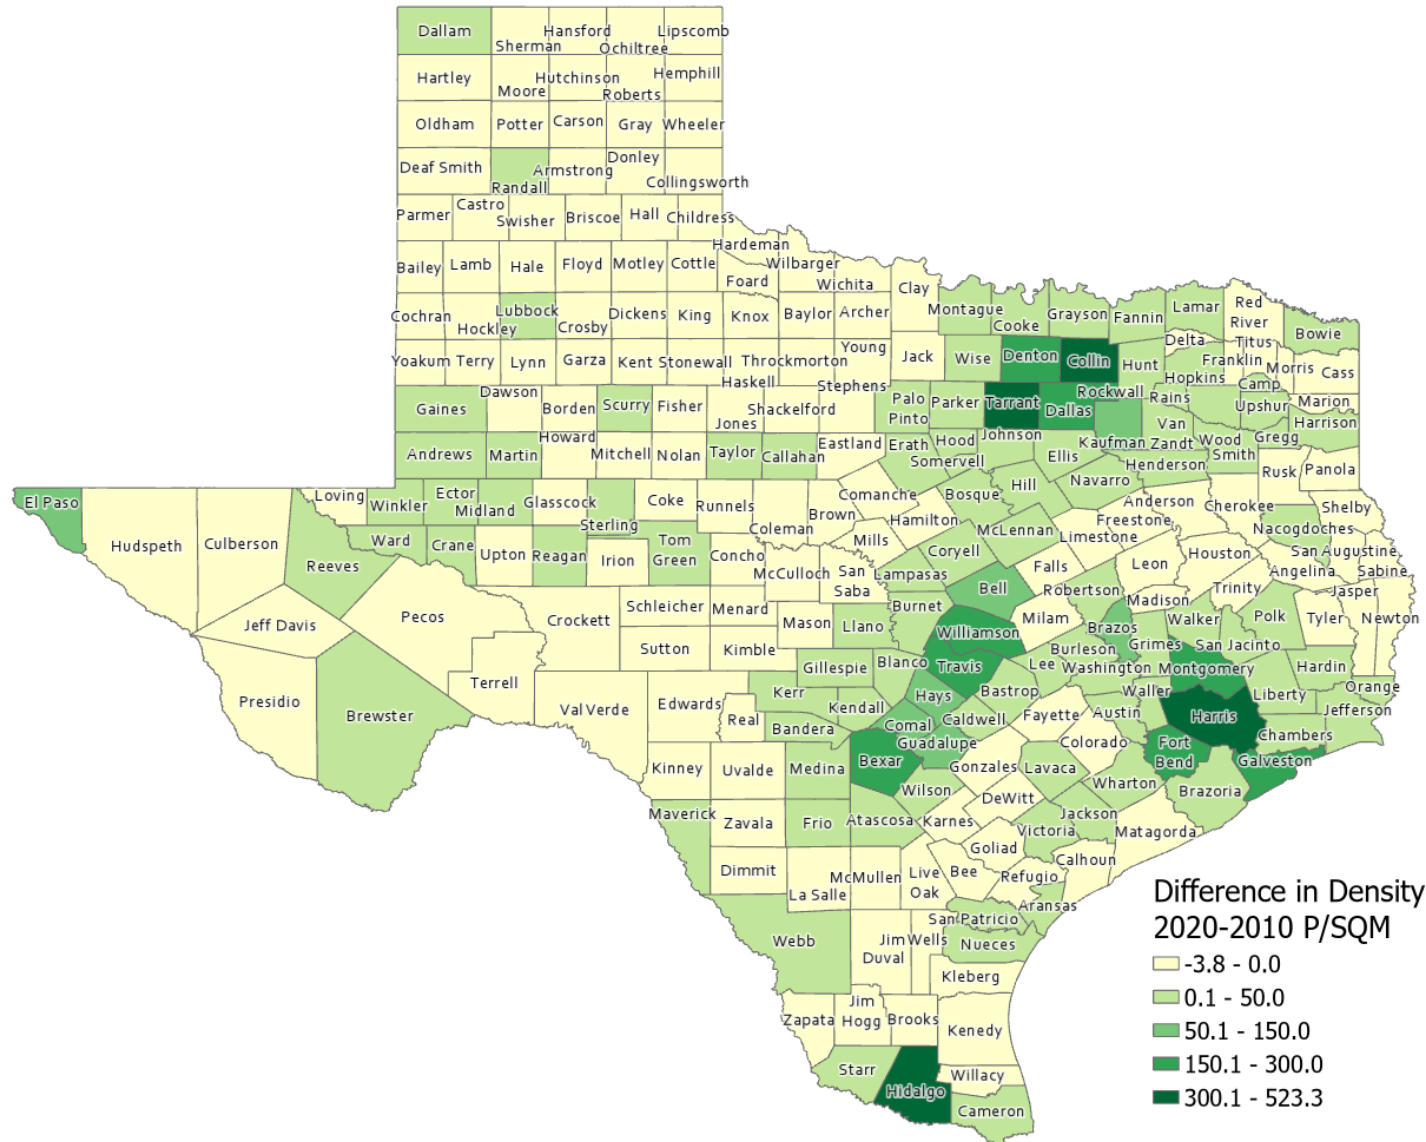 Dallam
Sherman
Hansford
Ochiltree
Lipscomb
Hartley
Moore
Hutchinson
Roberts
Hemphill
Oldham
Potter
Carson
Gray
Wheeler
Deaf Smith
Randall
Armstrong
Donley
Collingsworth
Parmer
Castro
Swisher
Briscoe
Hall
Childress
Hardeman
Bailey
Lamb
Hale
Floyd
Motley
Cottle
Foard
Wilbarger
Wichita
Clay
Cochran
Hockley
Lubbock
Crosby
Dickens
King
Knox
Baylor
Archer
Montague
Cooke
Grayson
Fannin
Lamar
Red
River
Bowie
Yoakum
Terry
Lynn
Garza
Kent
Stonewall
Haskell
Throckmorton
Young
Jack
Wise
Denton
Collin
Hunt
Delta
Hopkins
Franklin
Titus
Camp
Morris
Cass
Gaines
Dawson
Borden
Scurry
Fisher
Jones
Shackelford
Stephens
Palo
Pinto
Parker
Tarrant
Dallas
Rockwall
Kaufman
Rains
Van
Zandt
Wood
Upshur
Marion
Harrison
Gregg
Smith
Andrews
Martin
Howard
Mitchell
Nolan
Taylor
Callahan
Eastland
Erath
Hood
Somervell
Johnson
Ellis
Henderson
Navarro
Rusk
Panola
El Paso
Hudspeth
Culberson
Loving
Winkler
Ector
Midland
Glasscock
Sterling
Coke
Runnels
Coleman
Brown
Comanche
Hamilton
Mills
Bosque
Hill
McLennan
Limestone
Freestone
Anderson
Cherokee
Nacogdoches
Shelby
Reeves
Ward
Crane
Upton
Reagan
Irion
Tom
Green
Concho
McCulloch
San
Saba
Lampasas
Coryell
Bell
Falls
Robertson
Leon
Houston
Madison
Trinity
Angelina
San Augustine
Sabine
Jeff Davis
Pecos
Crockett
Schleicher
Menard
Mason
Llano
Burnet
Williamson
Milam
Brazos
Grimes
Walker
San Jacinto
Polk
Tyler
Jasper
Newton
Presidio
Brewster
Terrell
Val Verde
Sutton
Kimble
Edwards
Real
Kerr
Gillespie
Blanco
Travis
Lee
Burleson
Washington
Montgomery
Liberty
Hardin
Orange
Jefferson
Bandera
Kendall
Comal
Hays
Caldwell
Bastrop
Fayette
Austin
Waller
Harris
Chambers
Kinney
Uvalde
Medina
Bexar
Guadalupe
Gonzales
Lavaca
Colorado
Wharton
Fort
Bend
Galveston
Brazoria
Maverick
Zavala
Frio
Atascosa
Wilson
Karnes
DeWitt
Victoria
Jackson
Matagorda
Dimmit
La Salle
McMullen
Live
Oak
Bee
Goliad
Refugio
Calhoun
Aransas
Webb
Duval
Jim
Wells
San Patricio
Nueces
Kleberg
Zapata
Jim
Hogg
Brooks
Kenedy
Starr
Hidalgo
Willacy
Cameron
Difference in Density
2020-2010 P/SQM
-3.8 - 0.0
0.1 - 50.0
50.1 - 150.0
150.1 - 300.0
300.1 - 523.3